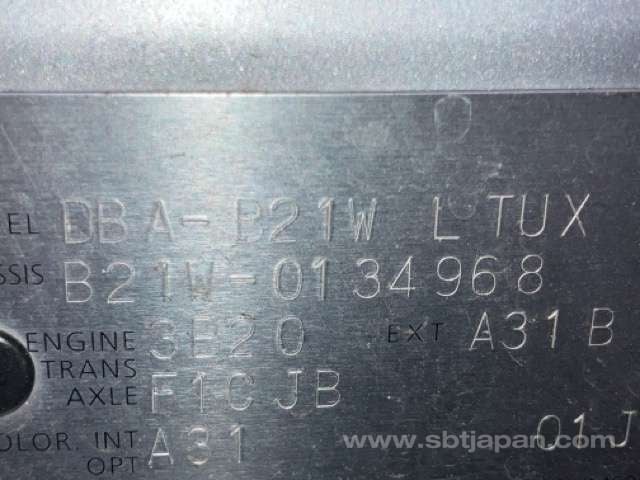 EL DBA-B21W LTUX
SSIS B21W-0134968
ENGINE 3B20 EXT A31B
TRANS
AXLE F1CJB
OLOR. INT A31 01J
OPT
www.sbtjapan.com